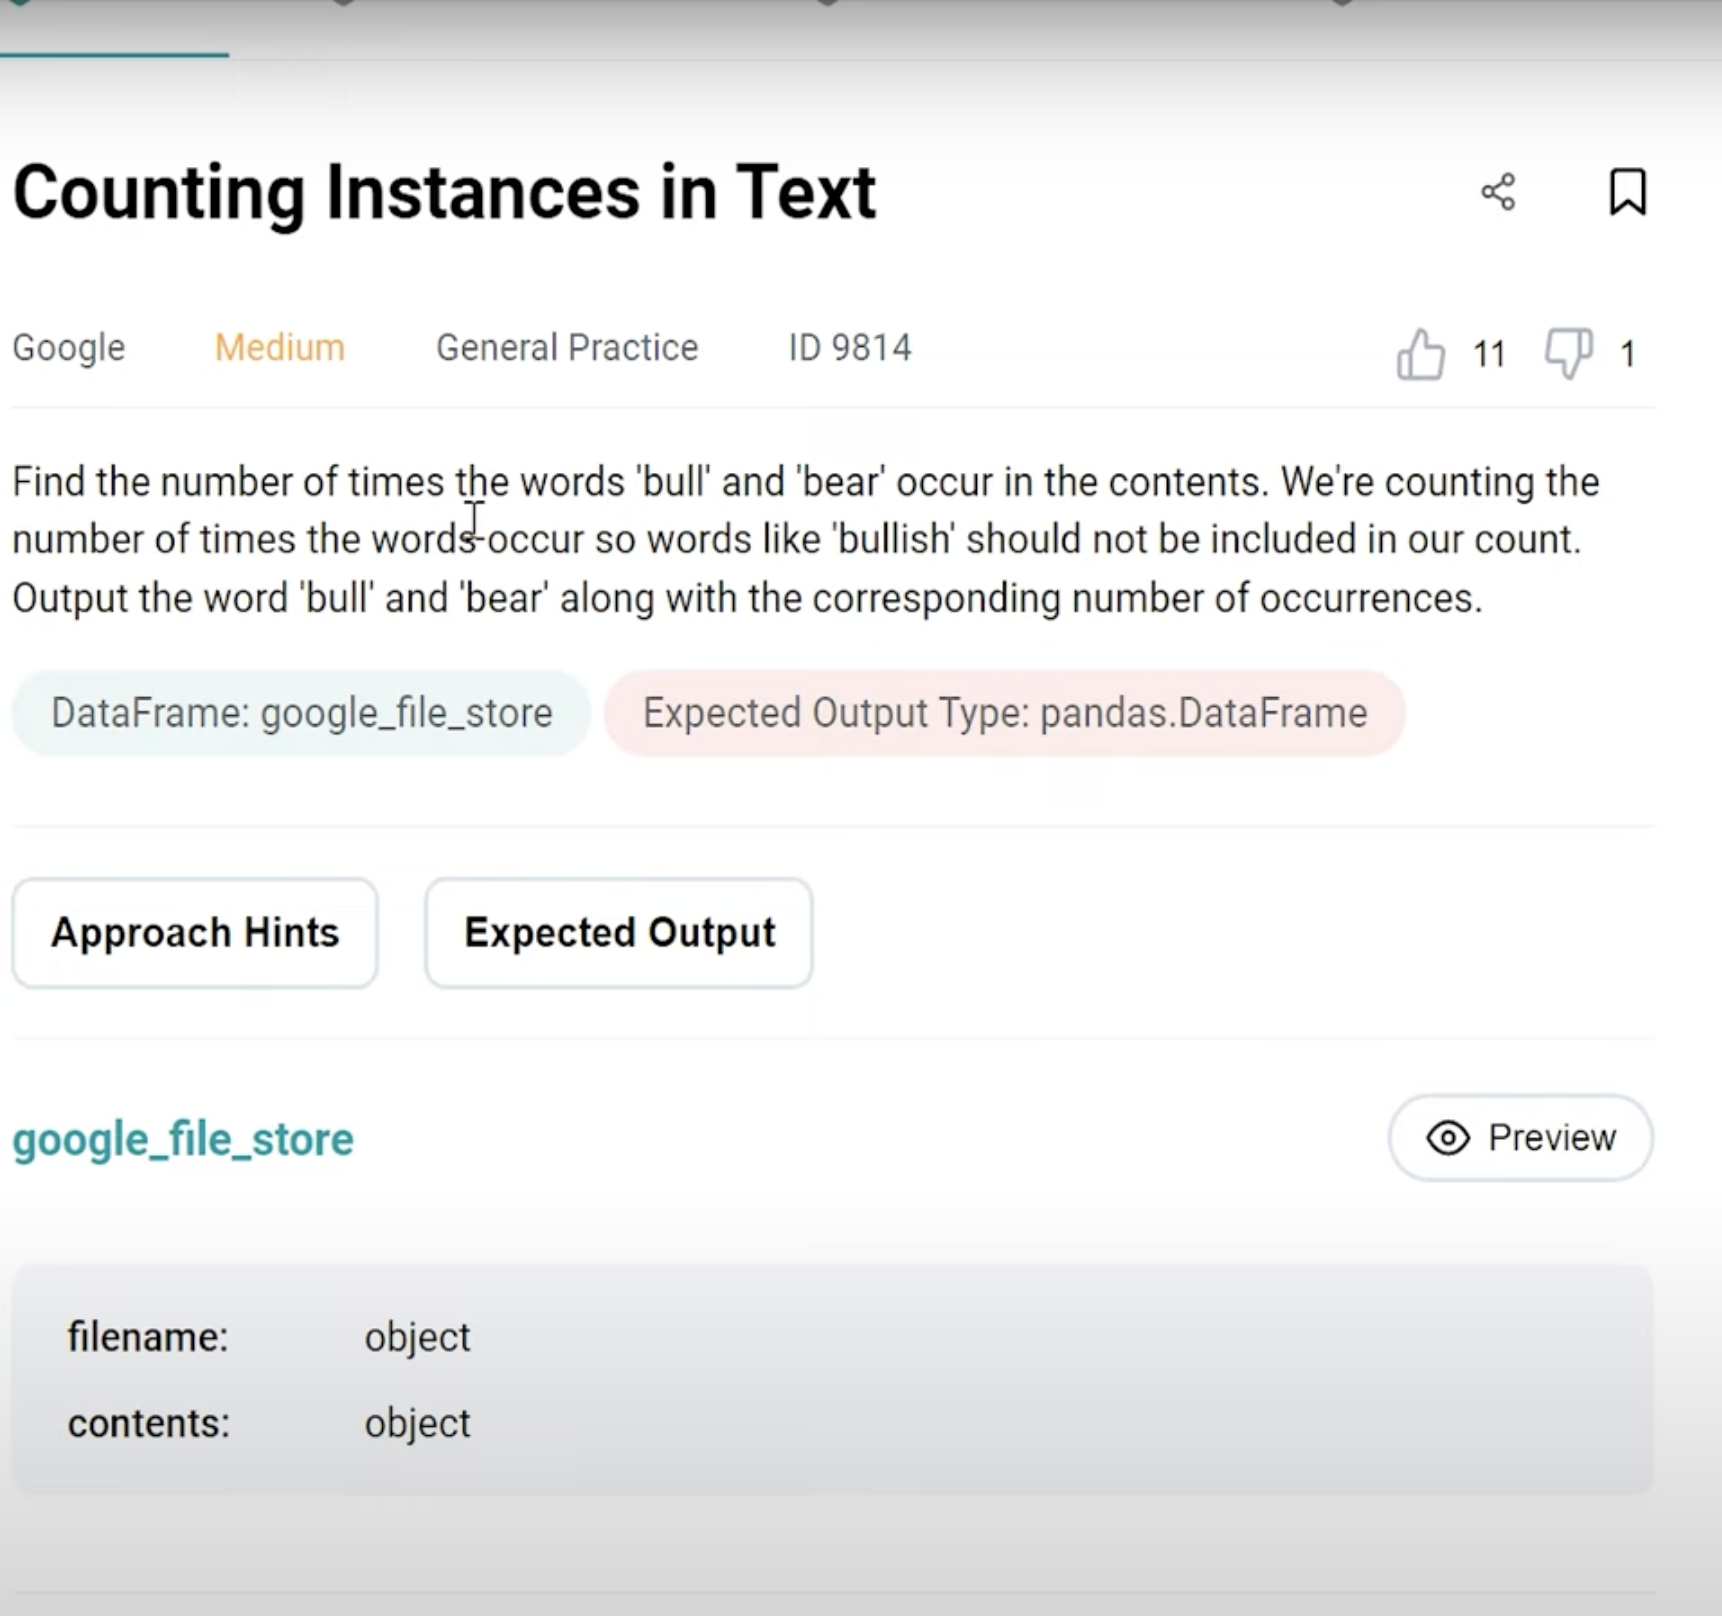 Counting Instances in Text
Google Medium General Practice ID 9814 11 1
Find the number of times the words 'bull' and 'bear' occur in the contents. We're counting the
number of times the words occur so words like 'bullish' should not be included in our count.
Output the word 'bull' and 'bear' along with the corresponding number of occurrences.
DataFrame: google_file_store Expected Output Type: pandas.DataFrame
Approach Hints Expected Output
google_file_store Preview
filename: object
contents: object